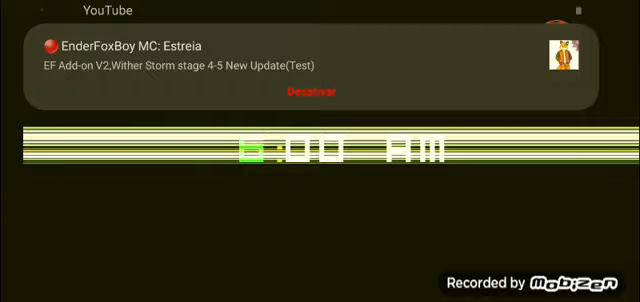 YouTube
EnderFoxBoy MC: Estreia
EF Add-on V2,Wither Storm stage 4-5 New Update(Test)
Desativar
6:00 AM
Recorded by mobizen